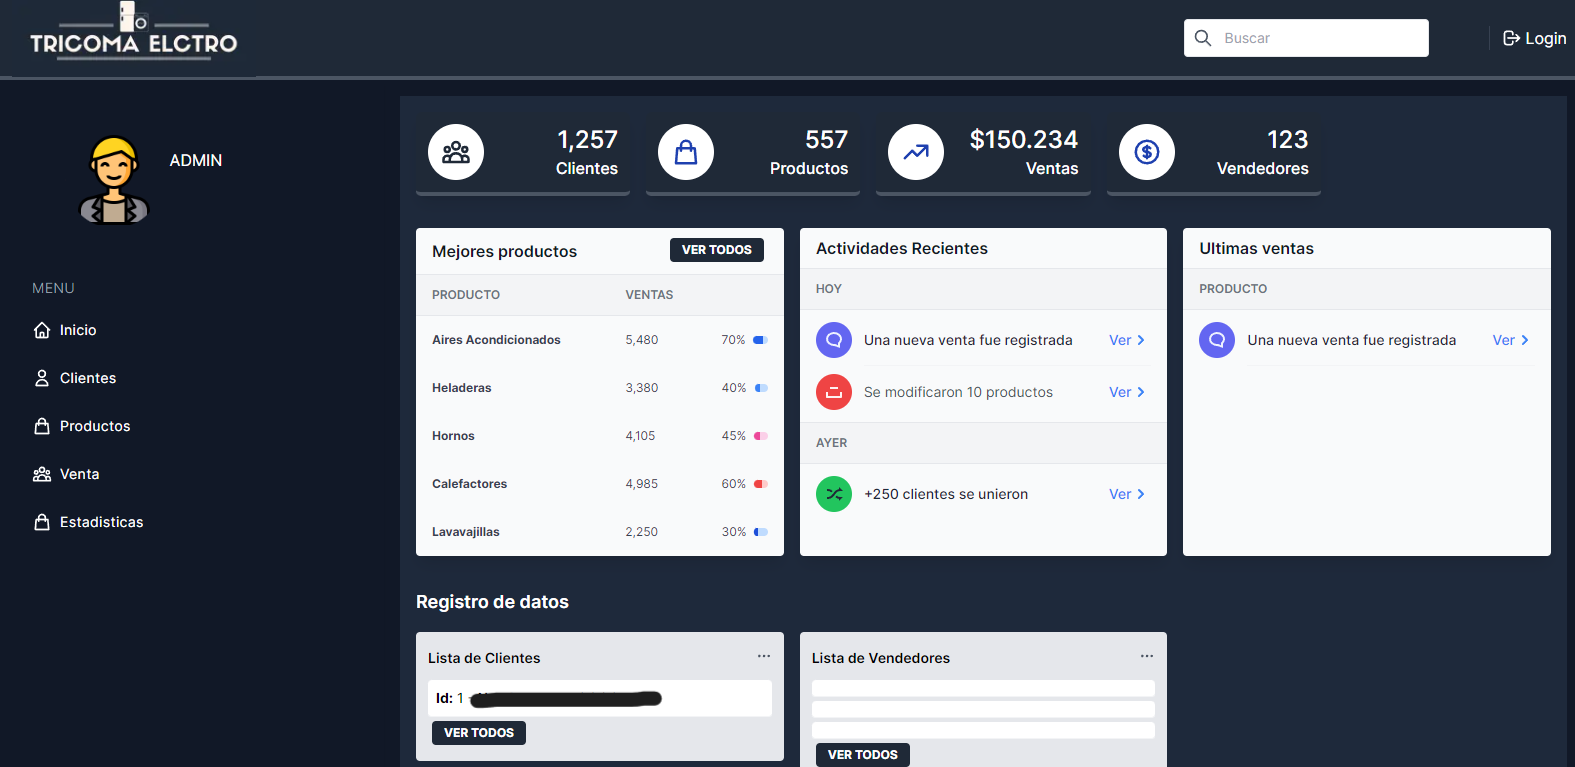 TRICOMA ELCTRO
Buscar
Login
ADMIN
MENU
Inicio
Clientes
Productos
Venta
Estadisticas
1,257
Clientes
557
Productos
$150.234
Ventas
123
Vendedores
Mejores productos
VER TODOS
PRODUCTO VENTAS
Aires Acondicionados 5,480 70%
Heladeras 3,380 40%
Hornos 4,105 45%
Calefactores 4,985 60%
Lavavajillas 2,250 30%
Actividades Recientes
HOY
Una nueva venta fue registrada Ver
Se modificaron 10 productos Ver
AYER
+250 clientes se unieron Ver
Ultimas ventas
PRODUCTO
Una nueva venta fue registrada Ver
Registro de datos
Lista de Clientes ...
Id: 1 -
VER TODOS
Lista de Vendedores ...
VER TODOS